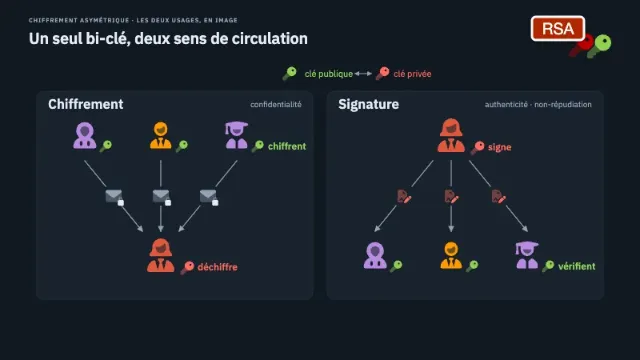 CHIFFREMENT ASYMÉTRIQUE · LES DEUX USAGES, EN IMAGE
Un seul bi-clé, deux sens de circulation
RSA
clé publique clé privée
Chiffrement confidentialité
chiffrent
déchiffre
Signature authenticité · non-répudiation
signe
vérifient